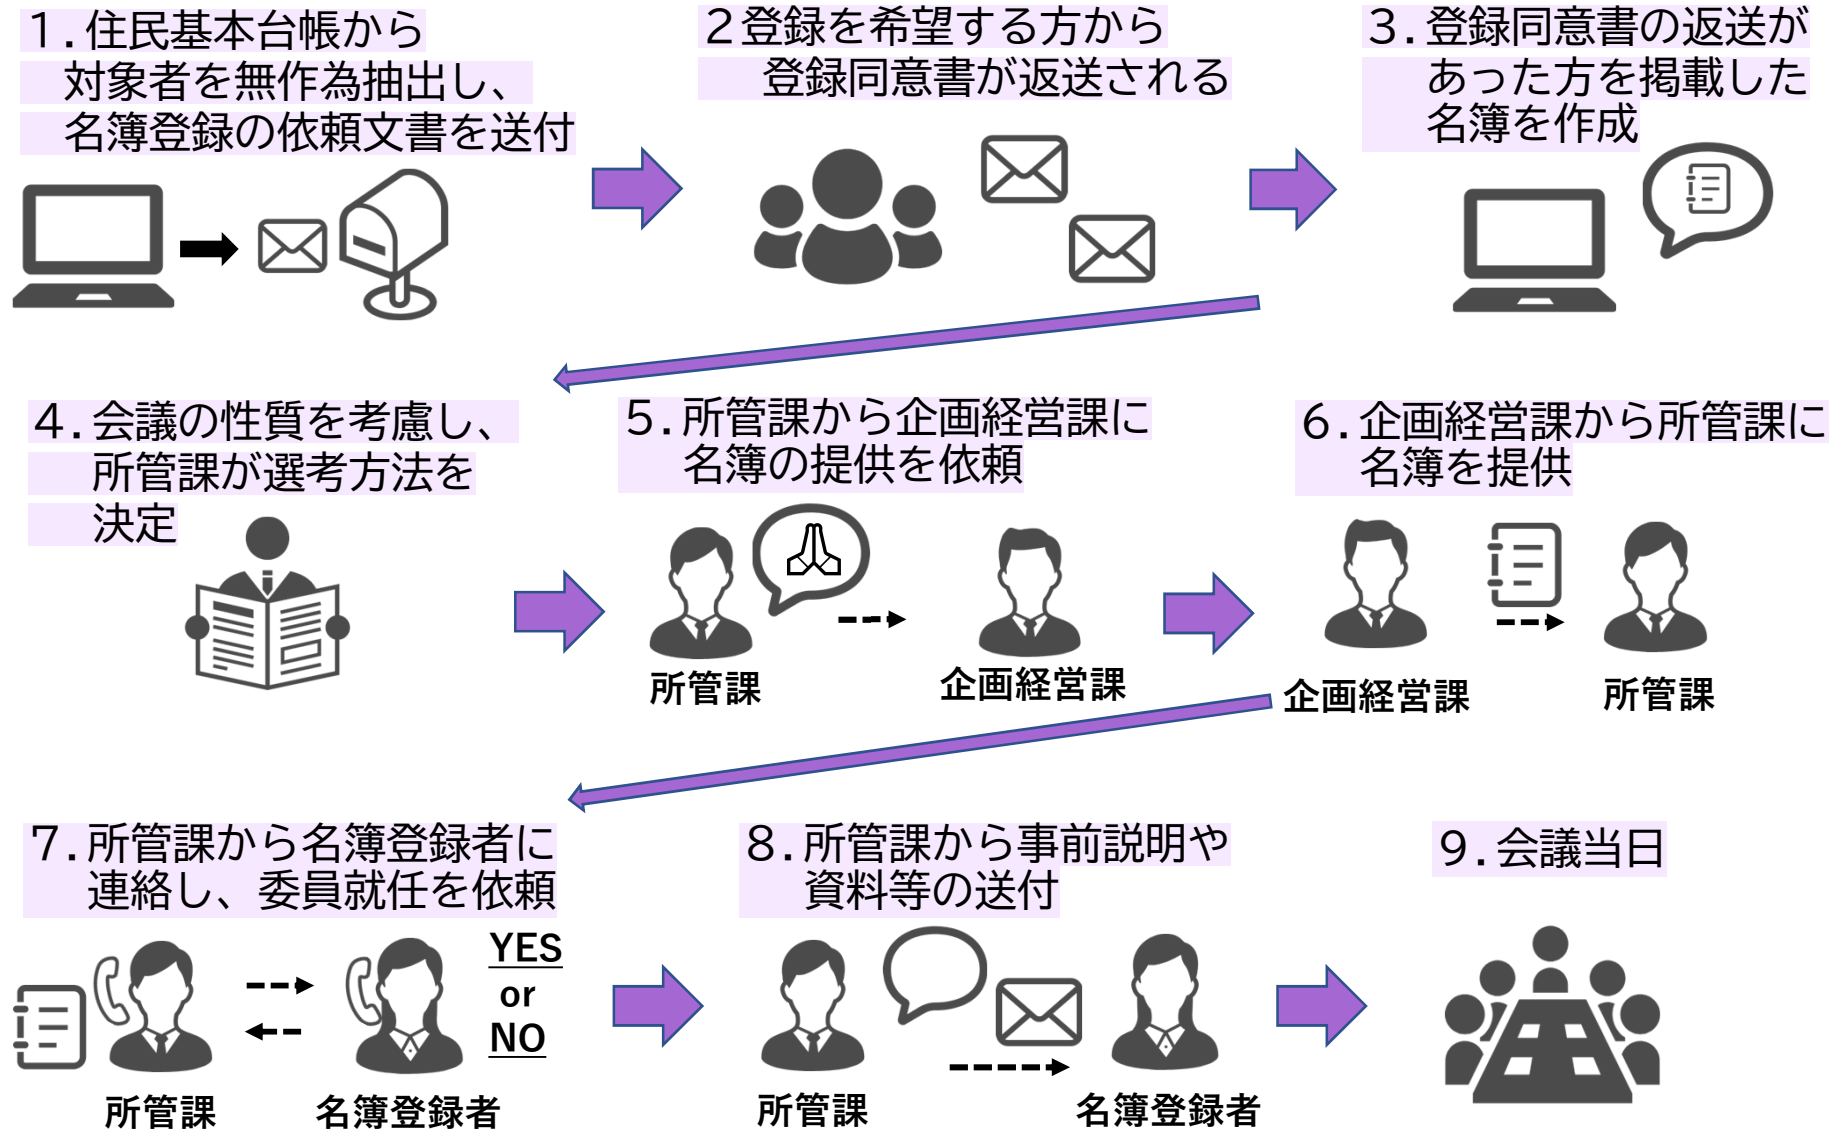 １.住民基本台帳から
対象者を無作為抽出し、
名簿登録の依頼文書を送付
２登録を希望する方から
登録同意書が返送される
３.登録同意書の返送が
あった方を掲載した
名簿を作成
４.会議の性質を考慮し、
所管課が選考方法を
決定
５.所管課から企画経営課に
名簿の提供を依頼
所管課
企画経営課
６.企画経営課から所管課に
名簿を提供
企画経営課
所管課
７.所管課から名簿登録者に
連絡し、委員就任を依頼
YES
or
NO
所管課
名簿登録者
８.所管課から事前説明や
資料等の送付
所管課
名簿登録者
９.会議当日